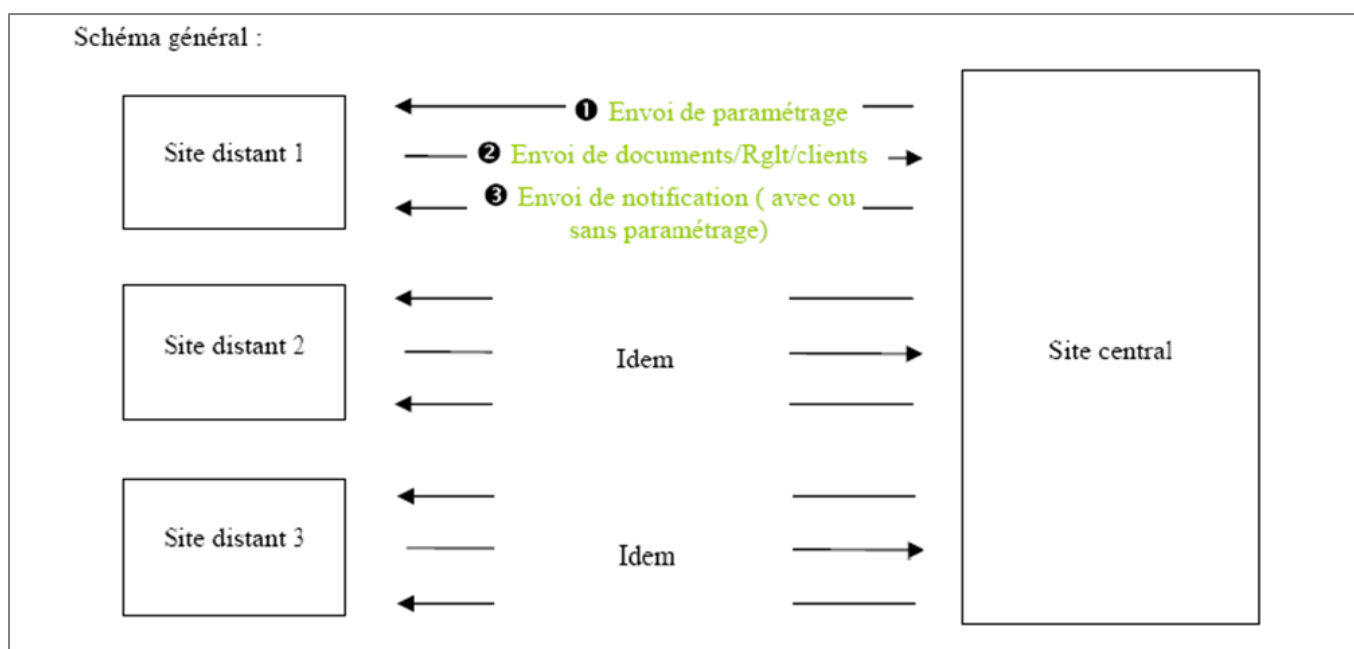 Schéma général :
Site distant 1
❶ Envoi de paramétrage
❷ Envoi de documents/Rglt/clients
❸ Envoi de notification ( avec ou
sans paramétrage)
Site distant 2
Idem
Site central
Site distant 3
Idem